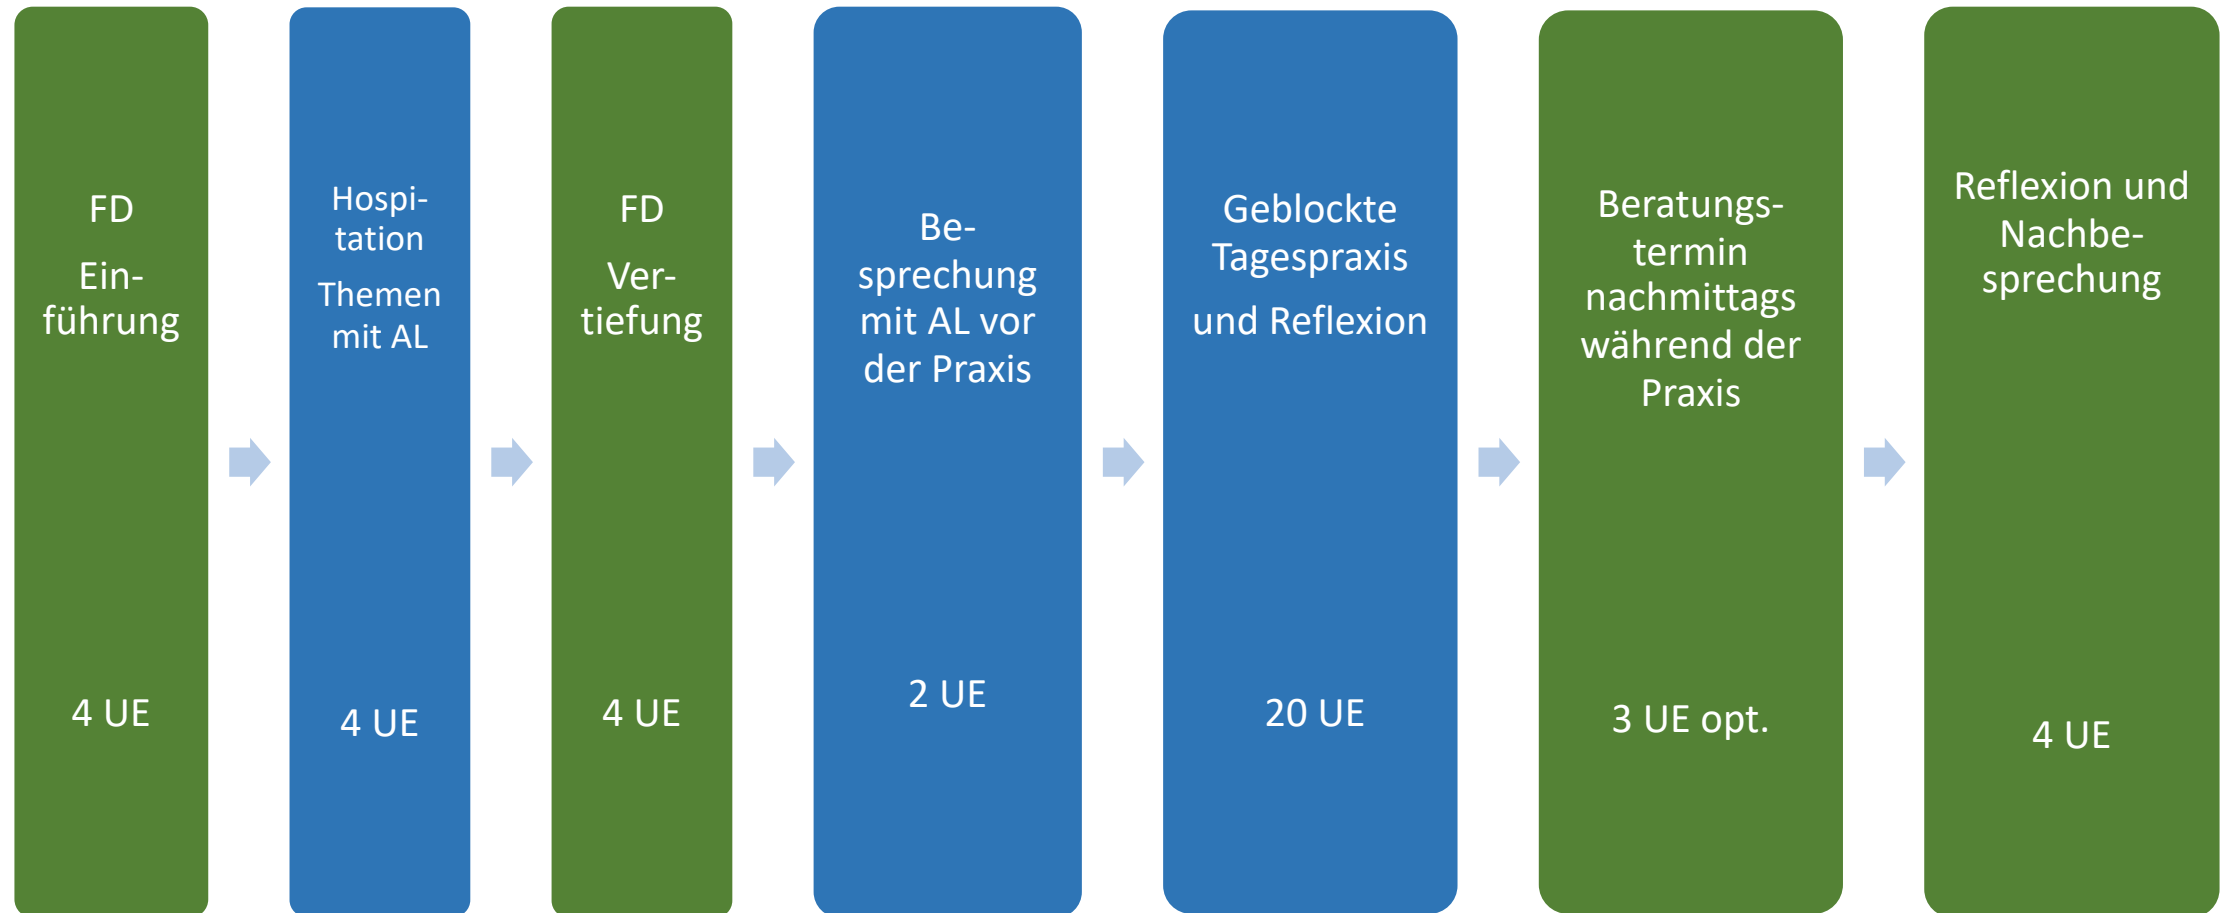 FD
Ein-
führung
4 UE
Hospi-
tation
Themen
mit AL
4 UE
FD
Ver-
tiefung
4 UE
Be-
sprechung
mit AL vor
der Praxis
2 UE
Geblockte
Tagespraxis
und Reflexion
20 UE
Beratungs-
termin
nachmittags
während der
Praxis
3 UE opt.
Reflexion und
Nachbe-
sprechung
4 UE